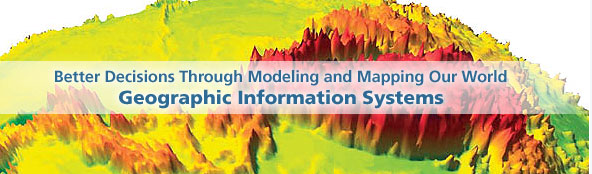 Better Decisions Through Modeling and Mapping Our World
Geographic Information Systems